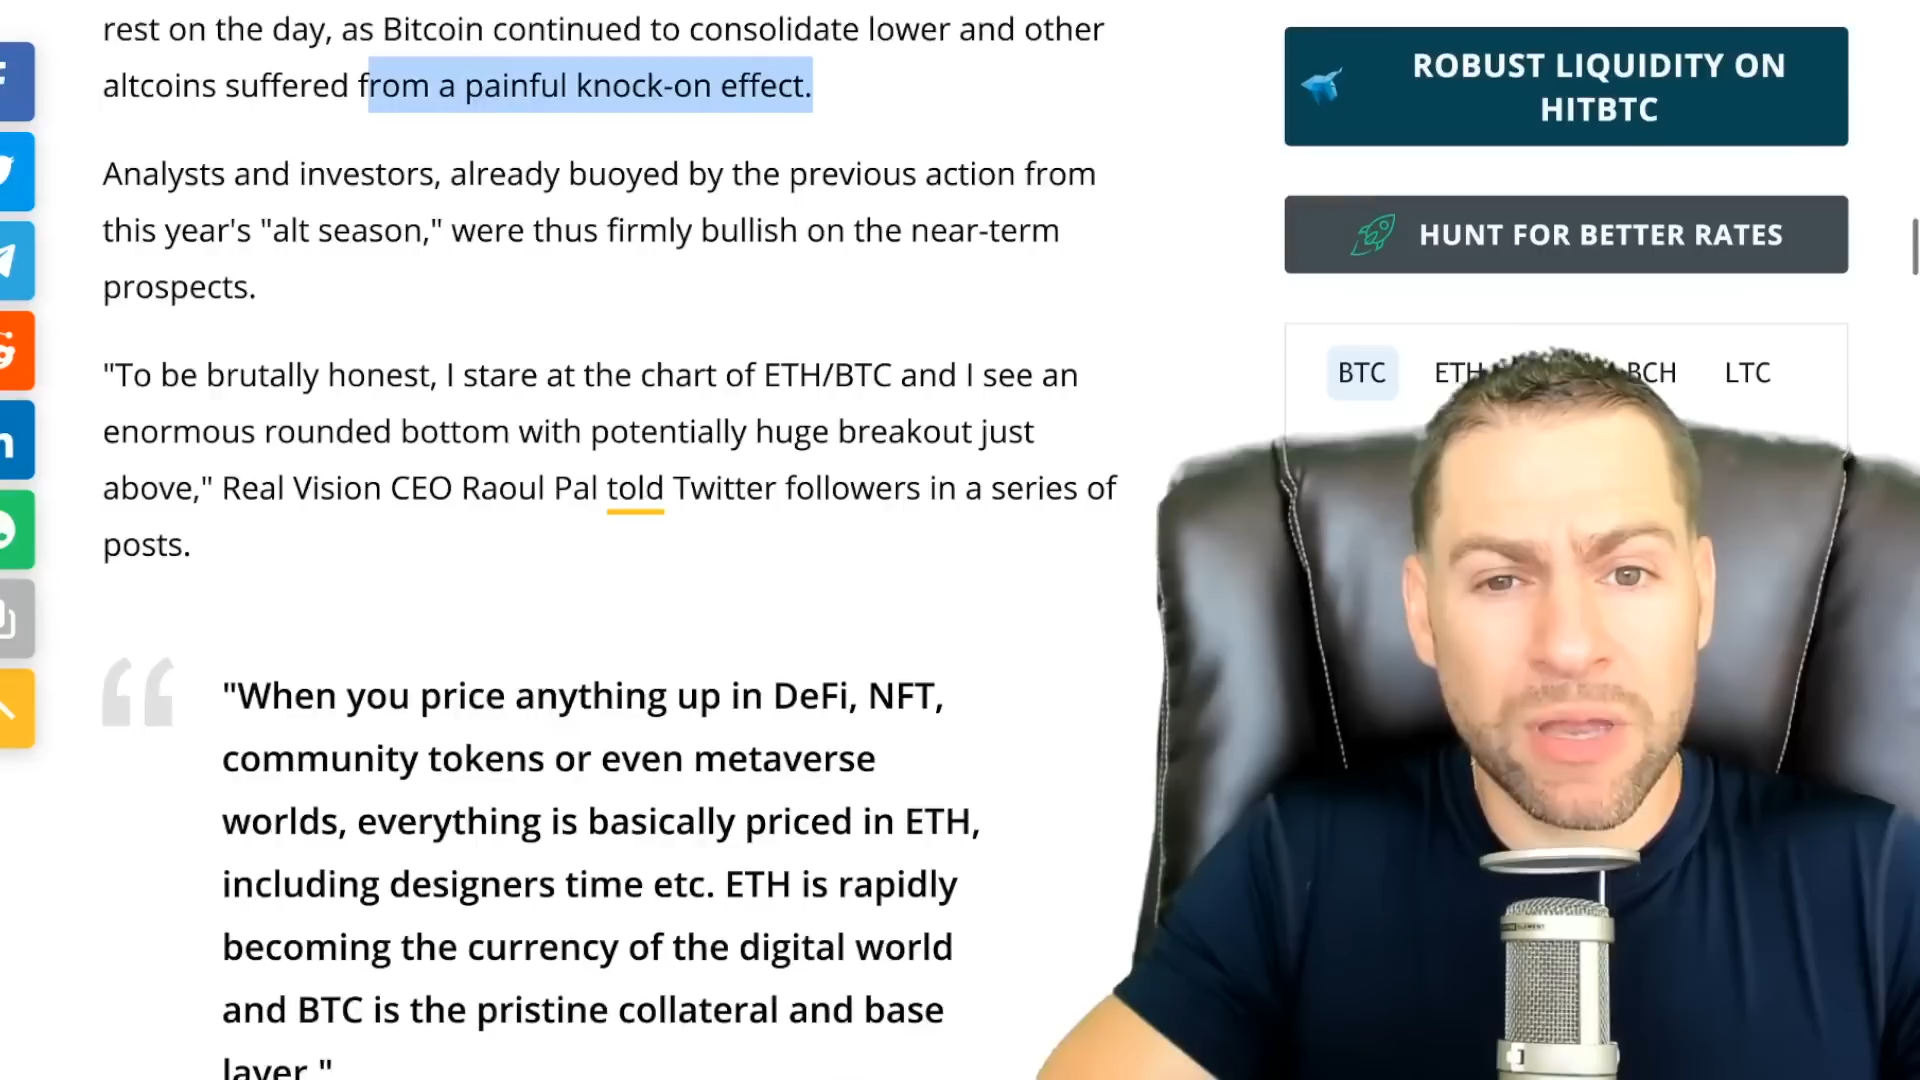 rest on the day, as Bitcoin continued to consolidate lower and other
altcoins suffered from a painful knock-on effect.
Analysts and investors, already buoyed by the previous action from
this year's "alt season," were thus firmly bullish on the near-term
prospects.
"To be brutally honest, I stare at the chart of ETH/BTC and I see an
enormous rounded bottom with potentially huge breakout just
above," Real Vision CEO Raoul Pal told Twitter followers in a series of
posts.
"When you price anything up in DeFi, NFT,
community tokens or even metaverse
worlds, everything is basically priced in ETH,
including designers time etc. ETH is rapidly
becoming the currency of the digital world
and BTC is the pristine collateral and base
layer."
ROBUST LIQUIDITY ON
HITBTC
HUNT FOR BETTER RATES
BTC ETH BCH LTC